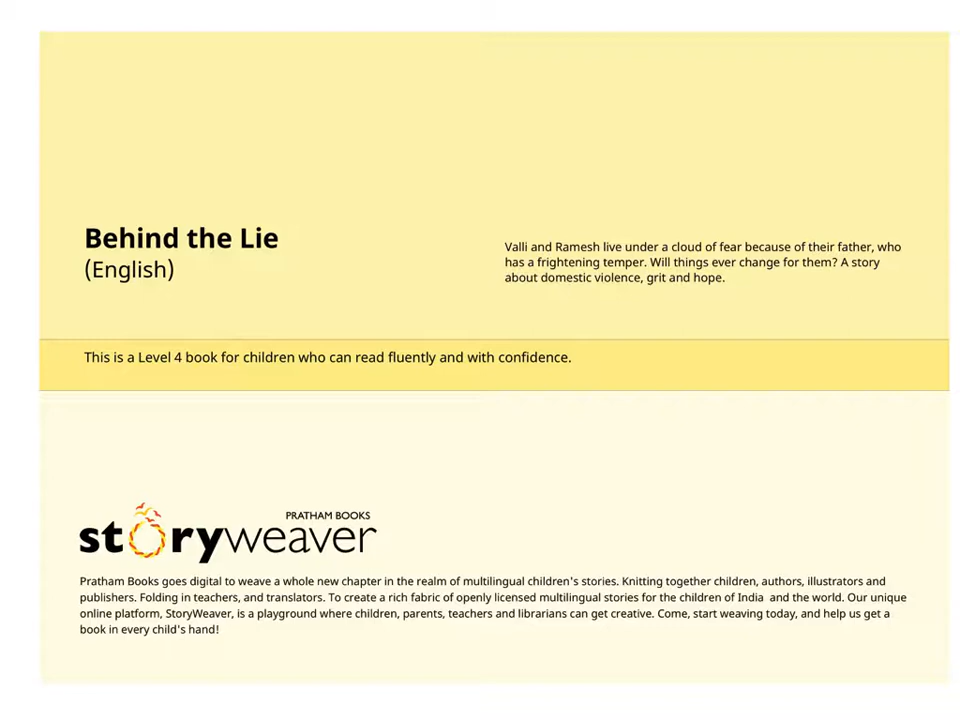 Behind the Lie
(English)
Valli and Ramesh live under a cloud of fear because of their father, who
has a frightening temper. Will things ever change for them? A story
about domestic violence, grit and hope.
This is a Level 4 book for children who can read fluently and with confidence.
PRATHAM BOOKS
storyweaver
Pratham Books goes digital to weave a whole new chapter in the realm of multilingual children's stories. Knitting together children, authors, illustrators and
publishers. Folding in teachers, and translators. To create a rich fabric of openly licensed multilingual stories for the children of India and the world. Our unique
online platform, StoryWeaver, is a playground where children, parents, teachers and librarians can get creative. Come, start weaving today, and help us get a
book in every child's hand!